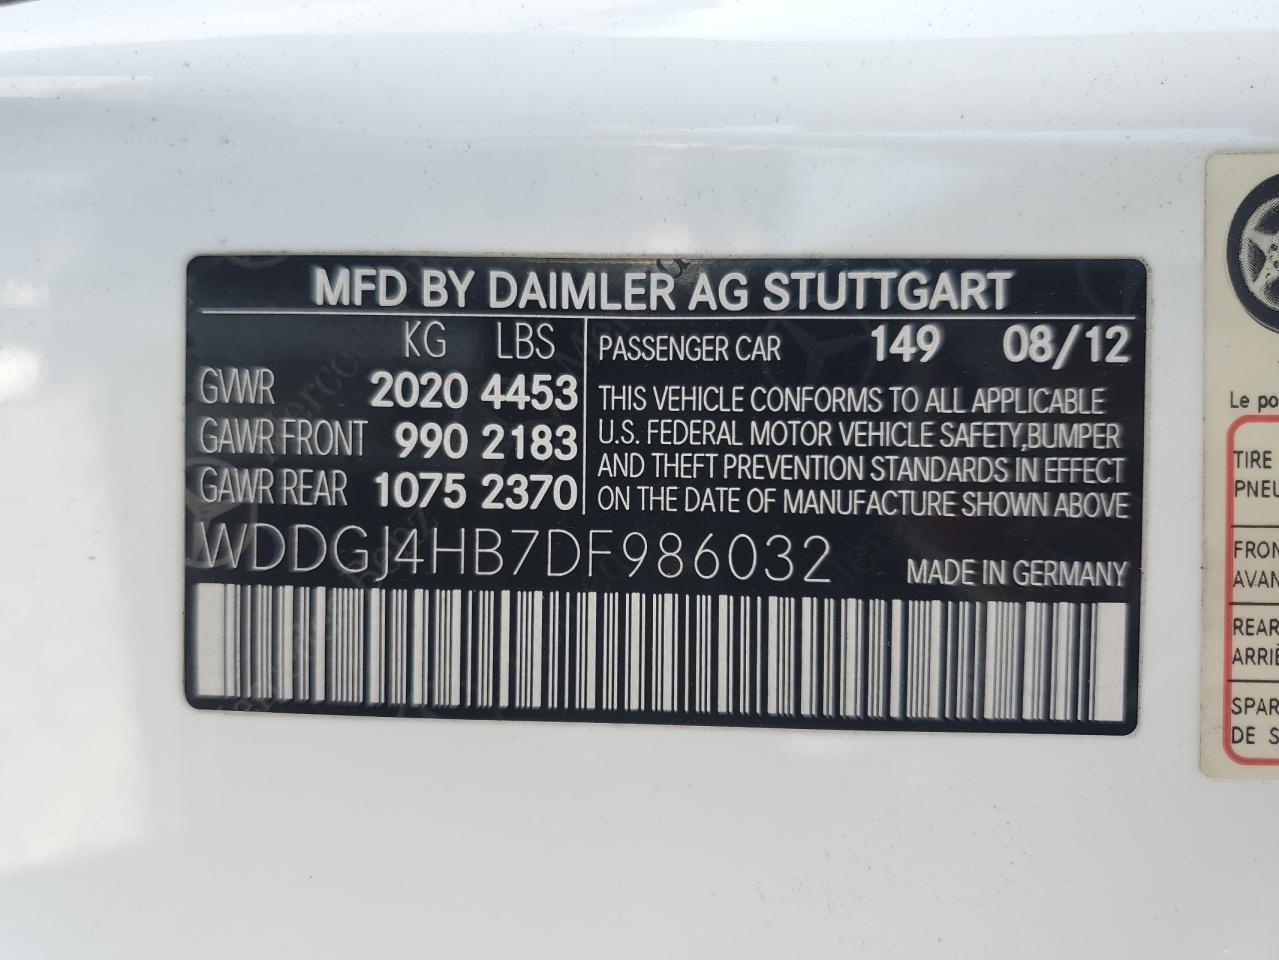 MFD BY DAIMLER AG STUTTGART
KG LBS
GVWR 2020 4453
GAWR FRONT 990 2183
GAWR REAR 1075 2370
PASSENGER CAR 149 08/12
THIS VEHICLE CONFORMS TO ALL APPLICABLE
U.S. FEDERAL MOTOR VEHICLE SAFETY,BUMPER
AND THEFT PREVENTION STANDARDS IN EFFECT
ON THE DATE OF MANUFACTURE SHOWN ABOVE
WDDGJ4HB7DF986032 MADE IN GERMANY
Le po
TIRE
PNEU
FRON
AVAN
REAR
ARRIÈ
SPAR
DE S